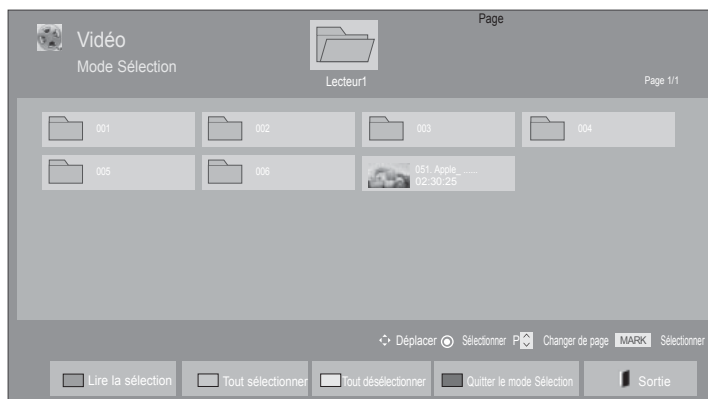 Page
Vidéo
Mode Sélection
Lecteur1
Page 1/1
001
002
003
004
005
006
051. Apple_ ......
02:30:25
Déplacer
Sélectionner
P
Changer de page
MARK
Sélectionner
Lire la sélection
Tout sélectionner
Tout désélectionner
Quitter le mode Sélection
Sortie